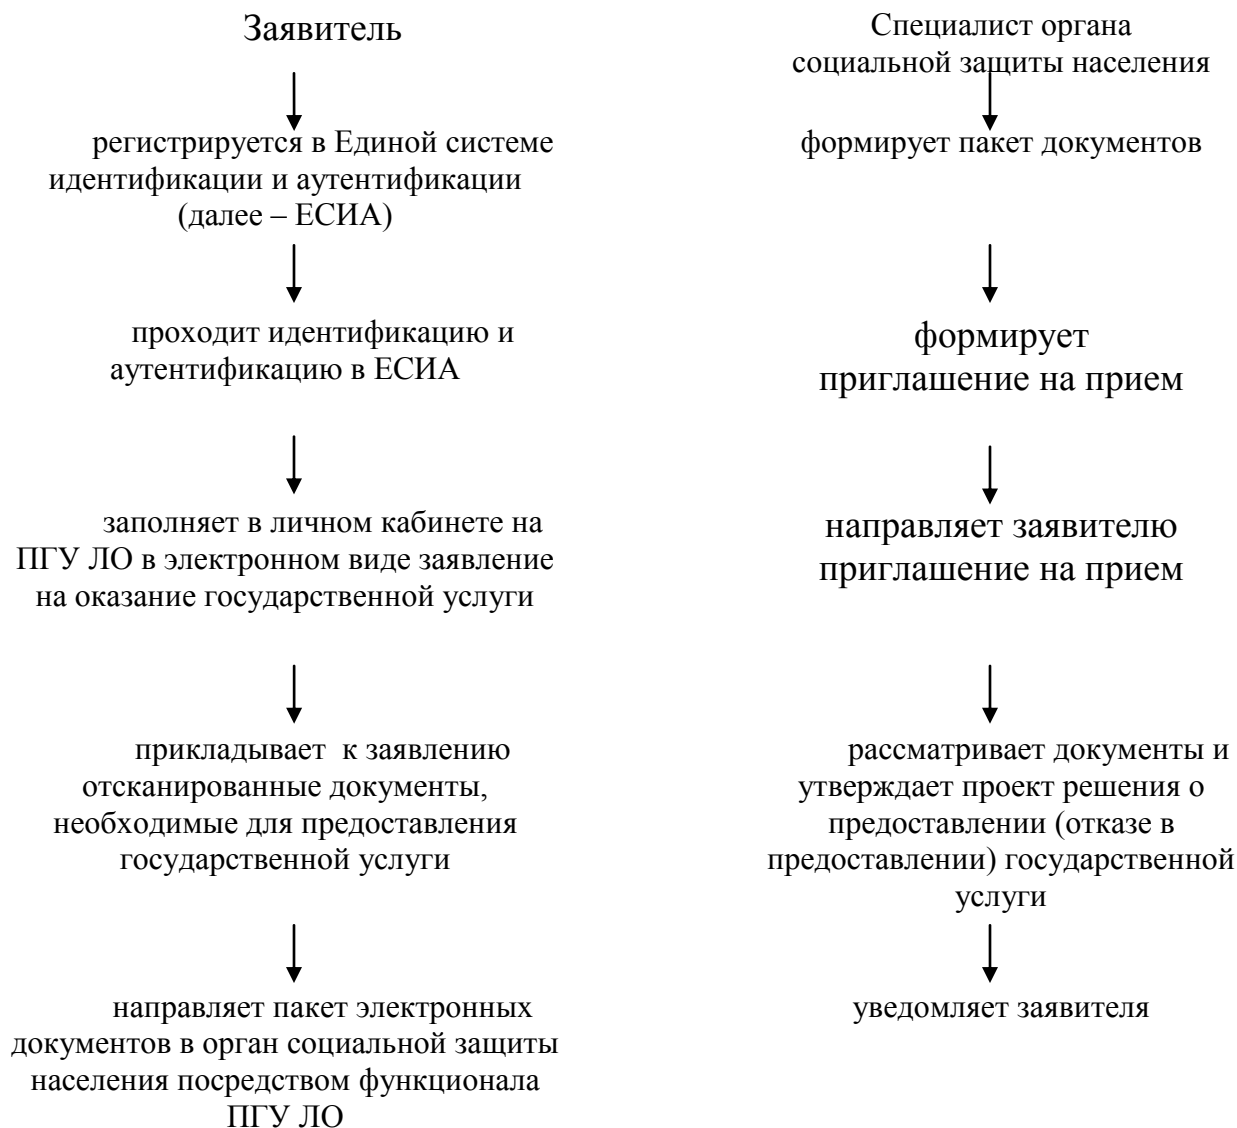 Заявитель
регистрируется в Единой системе
идентификации и аутентификации
(далее – ЕСИА)
проходит идентификацию и
аутентификацию в ЕСИА
заполняет в личном кабинете на
ПГУ ЛО в электронном виде заявление
на оказание государственной услуги
прикладывает к заявлению
отсканированные документы,
необходимые для предоставления
государственной услуги
направляет пакет электронных
документов в орган социальной защиты
населения посредством функционала
ПГУ ЛО
Специалист органа
социальной защиты населения
формирует пакет документов
формирует
приглашение на прием
направляет заявителю
приглашение на прием
рассматривает документы и
утверждает проект решения о
предоставлении (отказе в
предоставлении) государственной
услуги
уведомляет заявителя